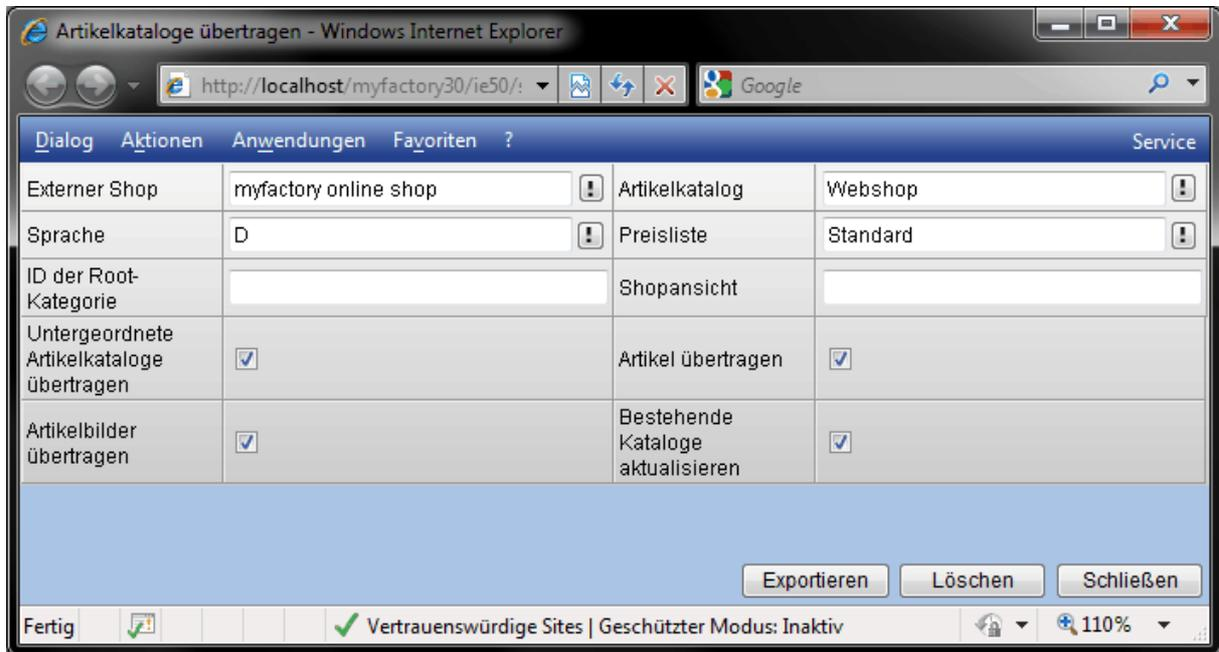 Artikelkataloge übertragen - Windows Internet Explorer
http://localhost/myfactory30/ie50/:
Google
Dialog Aktionen Anwendungen Favoriten ? Service
Externer Shop myfactory online shop ! Artikelkatalog Webshop !
Sprache D ! Preisliste Standard !
ID der Root-
Kategorie
Shopansicht
Untergeordnete
Artikelkataloge
übertragen
Artikel übertragen
Artikelbilder
übertragen
Bestehende
Kataloge
aktualisieren
Exportieren Löschen Schließen
Fertig Vertrauenswürdige Sites | Geschützter Modus: Inaktiv 110%